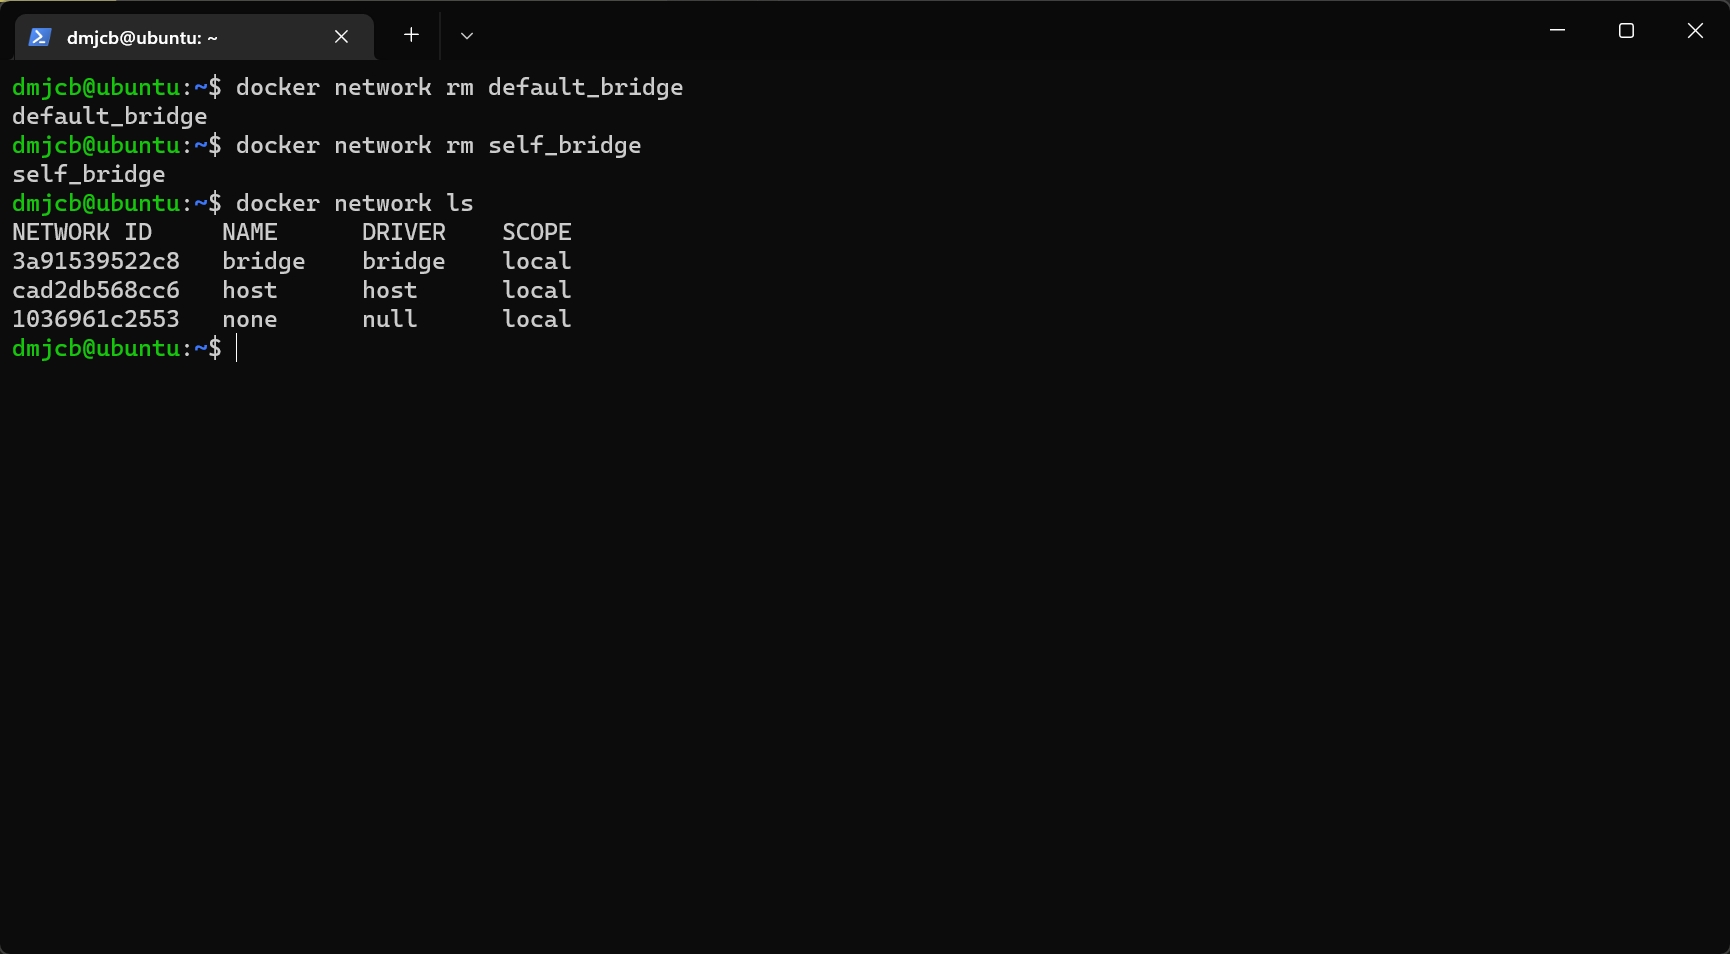 dmjcb@ubuntu: ~
dmjcb@ubuntu:~$ docker network rm default_bridge
default_bridge
dmjcb@ubuntu:~$ docker network rm self_bridge
self_bridge
dmjcb@ubuntu:~$ docker network ls
NETWORK ID     NAME      DRIVER    SCOPE
3a91539522c8   bridge    bridge    local
cad2db568cc6   host      host      local
1036961c2553   none      null      local
dmjcb@ubuntu:~$